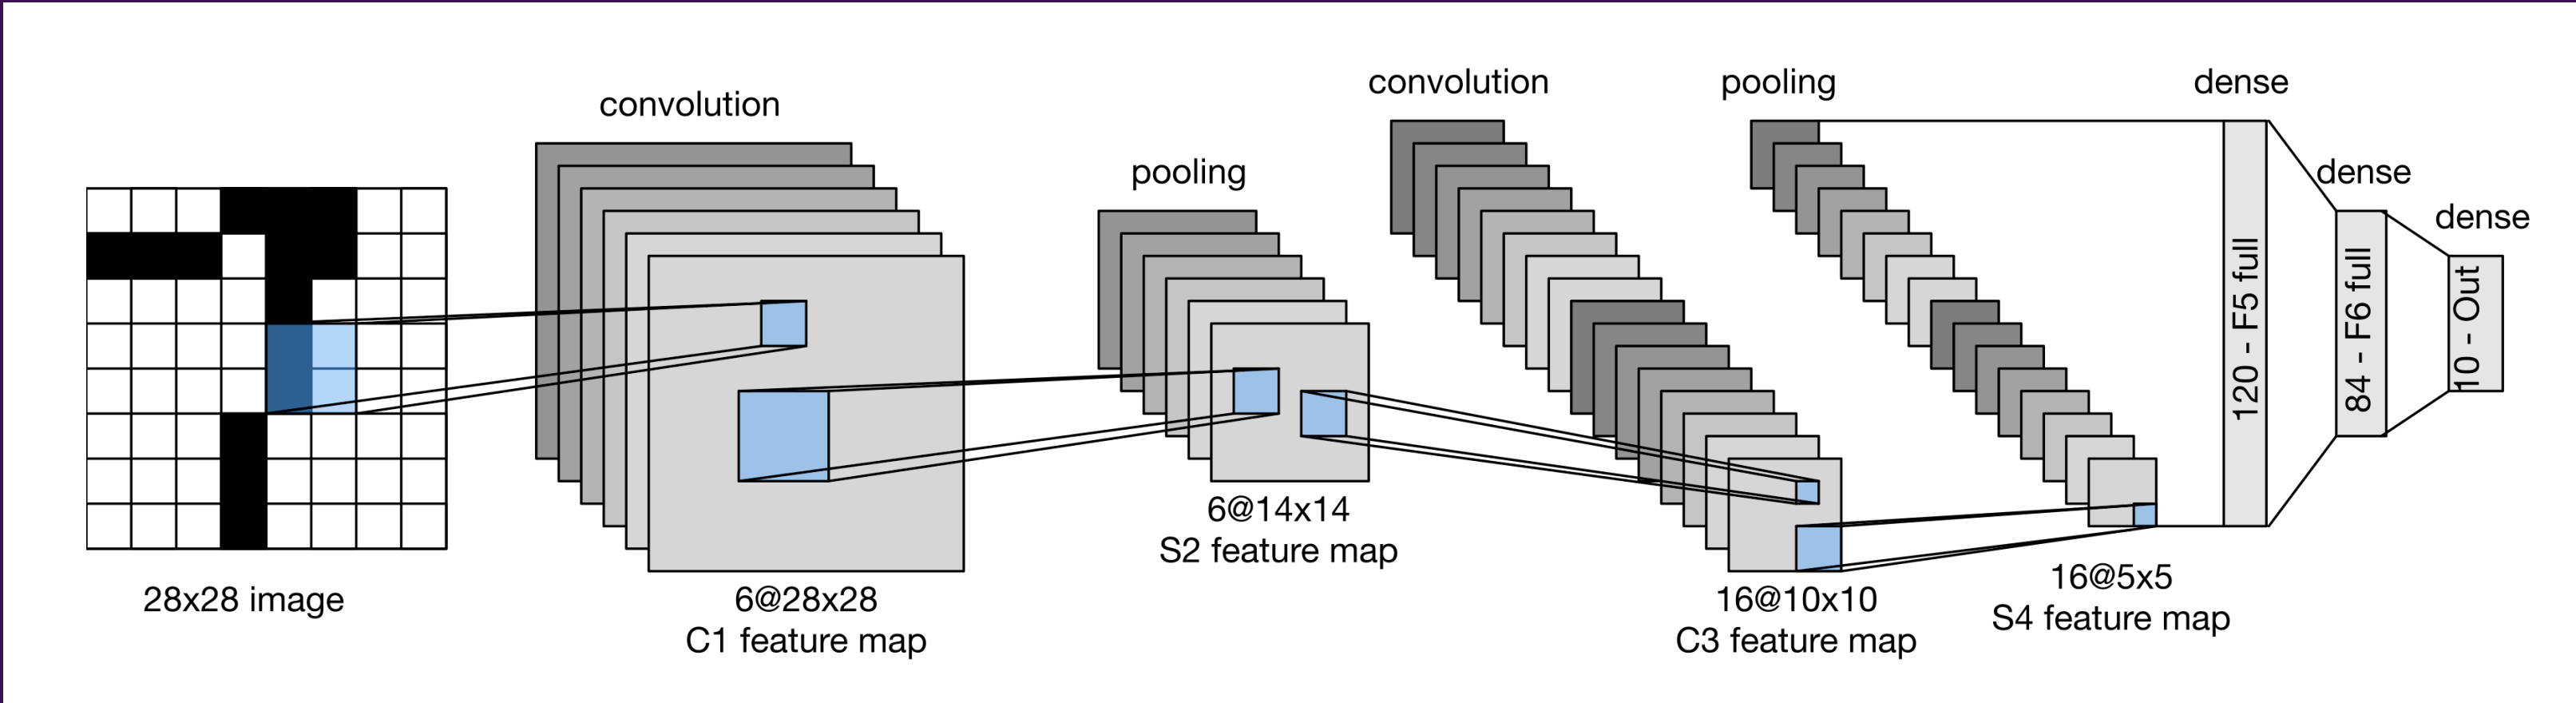 convolution
pooling
convolution
pooling
dense
dense
dense
28x28 image
6@28x28
C1 feature map
6@14x14
S2 feature map
16@10x10
C3 feature map
16@5x5
S4 feature map
120 - F5 full
84 - F6 full
10 - Out